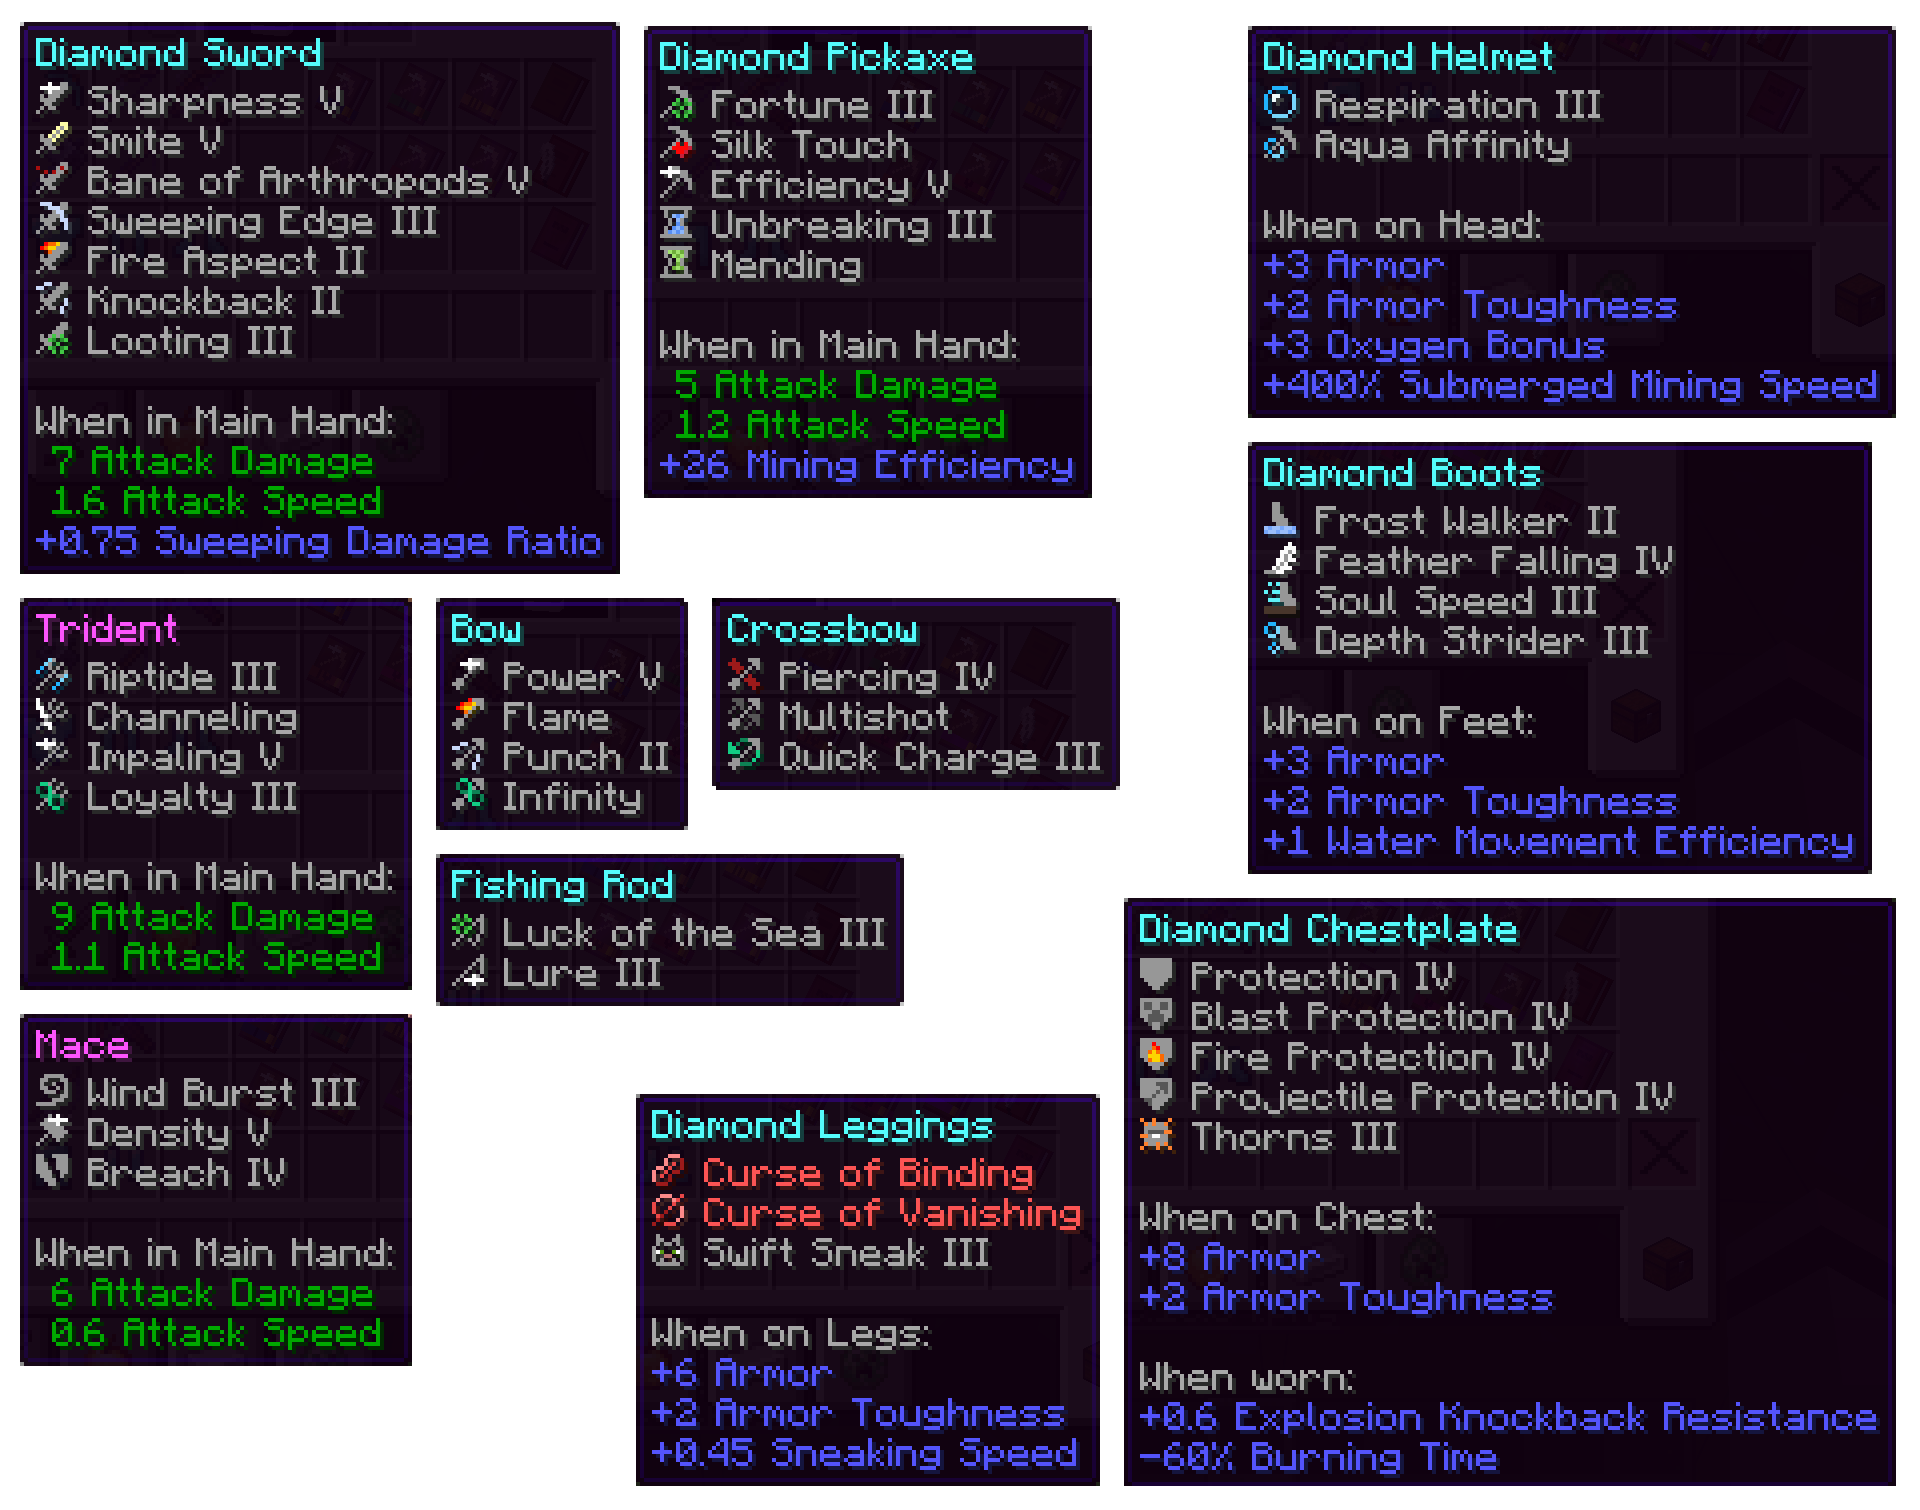 Diamond Sword
Sharpness V
Smite V
Bane of Arthropods V
Sweeping Edge III
Fire Aspect II
Knockback II
Looting III
When in Main Hand:
7 Attack Damage
1.6 Attack Speed
+0.75 Sweeping Damage Ratio
Diamond Pickaxe
Fortune III
Silk Touch
Efficiency V
Unbreaking III
Mending
When in Main Hand:
5 Attack Damage
1.2 Attack Speed
+26 Mining Efficiency
Diamond Helmet
Respiration III
Aqua Affinity
When on Head:
+3 Armor
+2 Armor Toughness
+3 Oxygen Bonus
+400% Submerged Mining Speed
Diamond Boots
Frost Walker II
Feather Falling IV
Soul Speed III
Depth Strider III
When on Feet:
+3 Armor
+2 Armor Toughness
+1 Water Movement Efficiency
Trident
Riptide III
Channeling
Impaling V
Loyalty III
When in Main Hand:
9 Attack Damage
1.1 Attack Speed
Bow
Power V
Flame
Punch II
Infinity
Crossbow
Piercing IV
Multishot
Quick Charge III
Fishing Rod
Luck of the Sea III
Lure III
Mace
Wind Burst III
Density V
Breach IV
When in Main Hand:
6 Attack Damage
0.6 Attack Speed
Diamond Leggings
Curse of Binding
Curse of Vanishing
Swift Sneak III
When on Legs:
+6 Armor
+2 Armor Toughness
+0.45 Sneaking Speed
Diamond Chestplate
Protection IV
Blast Protection IV
Fire Protection IV
Projectile Protection IV
Thorns III
When on Chest:
+8 Armor
+2 Armor Toughness
When worn:
+0.6 Explosion Knockback Resistance
-60% Burning Time